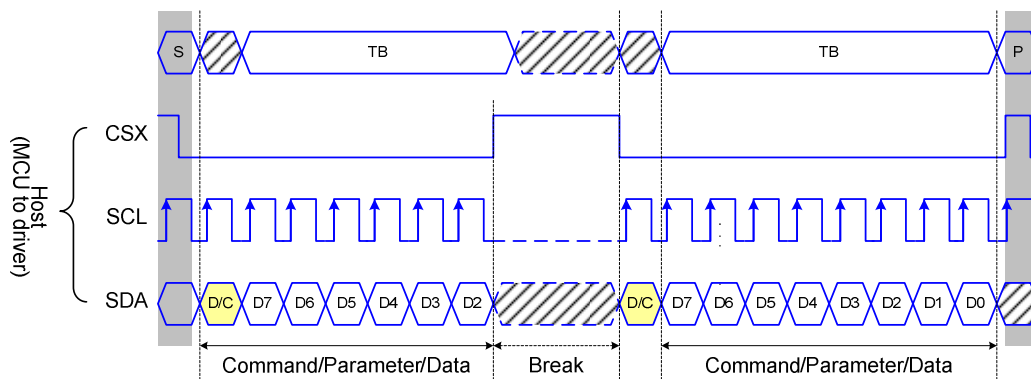 S TB TB P
CSX
Host
(MCU to driver)
SCL
SDA D/C D7 D6 D5 D4 D3 D2 D/C D7 D6 D5 D4 D3 D2 D1 D0
Command/Parameter/Data Break Command/Parameter/Data